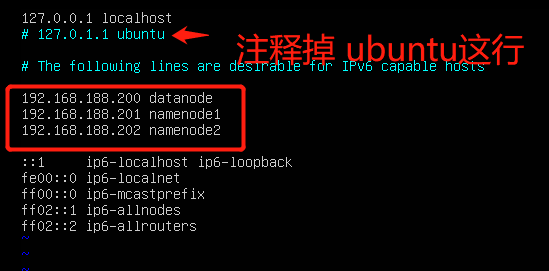 127.0.0.1 localhost
# 127.0.1.1 ubuntu
注释掉 ubuntu这行
# The following lines are desirable for IPv6 capable hosts
192.168.188.200 datanode
192.168.188.201 namenode1
192.168.188.202 namenode2
::1     ip6-localhost ip6-loopback
fe00::0 ip6-localnet
ff00::0 ip6-mcastprefix
ff02::1 ip6-allnodes
ff02::2 ip6-allrouters
~
~
~